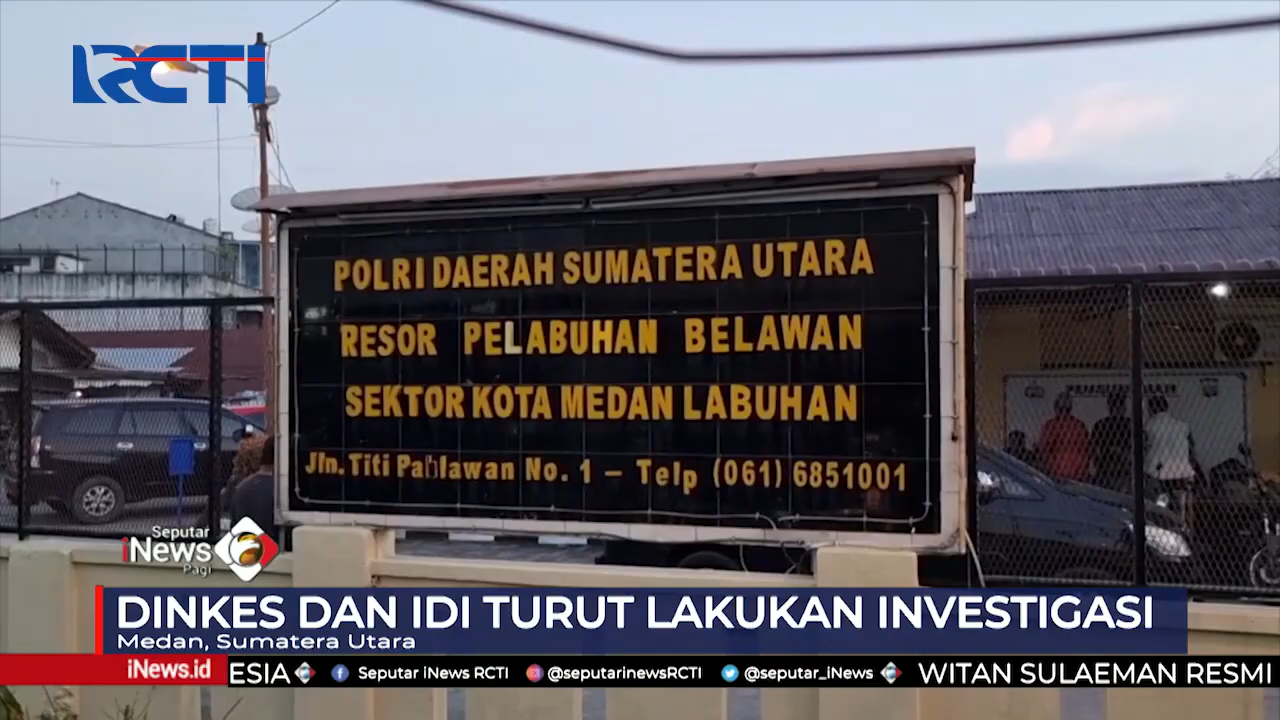 RCTI
POLRI DAERAH SUMATERA UTARA
RESOR PELABUHAN BELAWAN
SEKTOR KOTA MEDAN LABUHAN
Jln. Titi Pahlawan No. 1 – Telp (061) 6851001
Seputar
iNews
Pagi
DINKES DAN IDI TURUT LAKUKAN INVESTIGASI
Medan, Sumatera Utara
iNews.id ESIA Seputar iNews RCTI @seputarinewsRCTI @seputar_iNews WITAN SULAEMAN RESMI